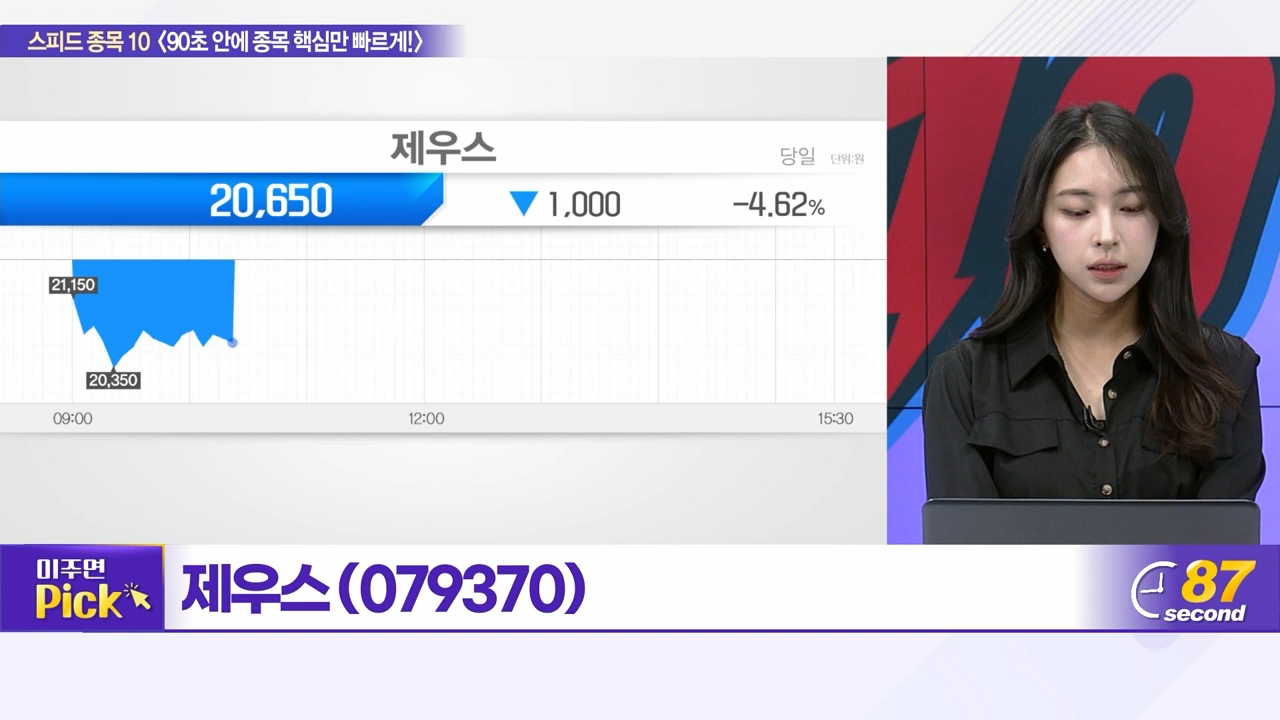 스피드 종목 10 〈90초 안에 종목 핵심만 빠르게!〉
제우스
당일 단위:원
20,650 ▼ 1,000 -4.62%
21,150
20,350
09:00 12:00 15:30
미주면
Pick
제우스(079370)
87
second
10